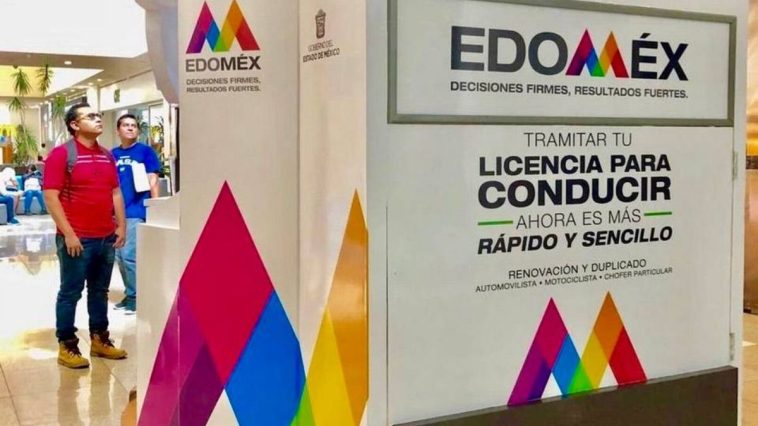 EDOMÉX
DECISIONES FIRMES,
RESULTADOS FUERTES.
GOBIERNO DEL
ESTADO DE MÉXICO
EDOMÉX
DECISIONES FIRMES, RESULTADOS FUERTES.
TRAMITAR TU
LICENCIA PARA
CONDUCIR
AHORA ES MÁS
RÁPIDO Y SENCILLO
RENOVACIÓN Y DUPLICADO
AUTOMOVILISTA • MOTOCICLISTA • CHOFER PARTICULAR